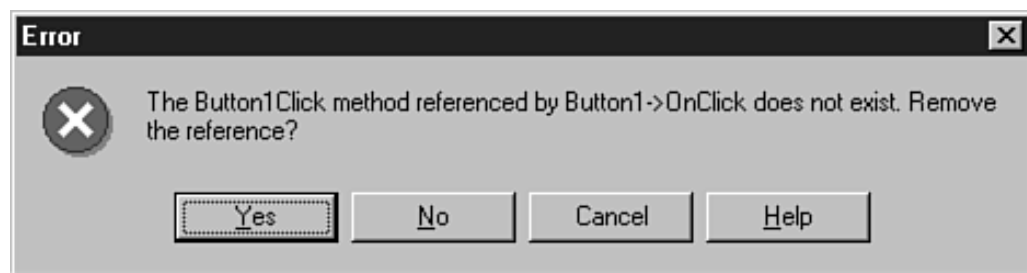 Error
The Button1Click method referenced by Button1->OnClick does not exist. Remove
the reference?
Yes
No
Cancel
Help